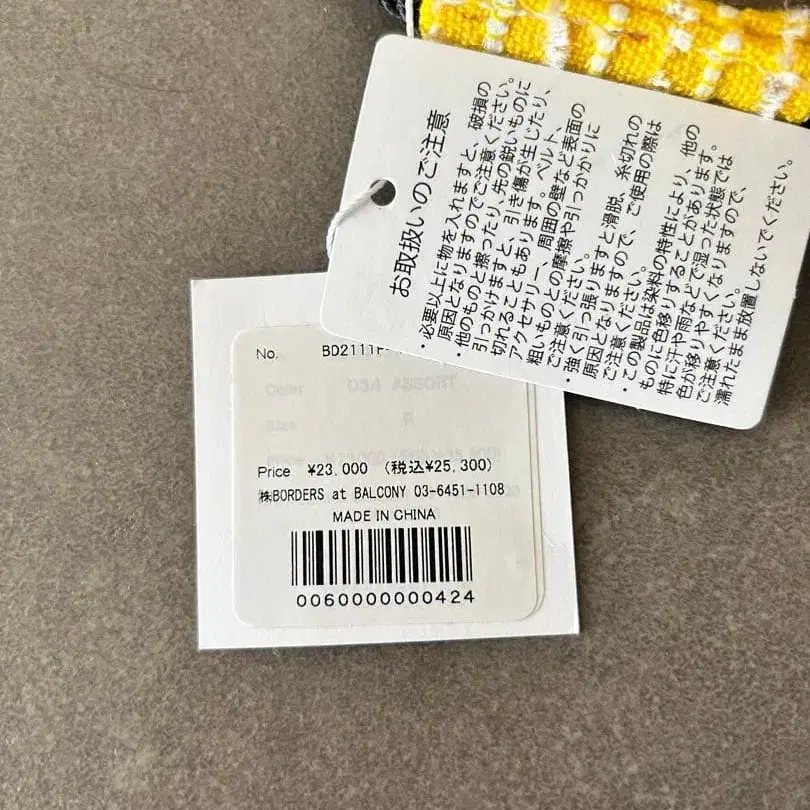 お取扱いのご注意
・必要以上に物を入れますと、破損の
原因となりますのでご注意ください。
・他のものと擦ったり、先の鋭いものに
引っかけますと、引き傷が生じたり、
切れることもあります。ベルト、
アクセサリー、周囲の壁など表面の
粗いものとの摩擦や引っかかりに
ご注意ください。
・強く引っ張りますと滑脱、糸切れの
原因となりますので、ご使用の際は
ご注意ください。
・この製品は染料の特性により、他の
ものに色移りすることがあります。
特に汗や雨などで湿った状態では
色が移りやすくなりますので、
ご注意ください。
濡れたまま放置しないでください。
No. BD2111F
Color 034 ASSORT
Size F
Price ¥23,000 (税込¥25,300)
㈱BORDERS at BALCONY 03-6451-1108
MADE IN CHINA
0060000000424